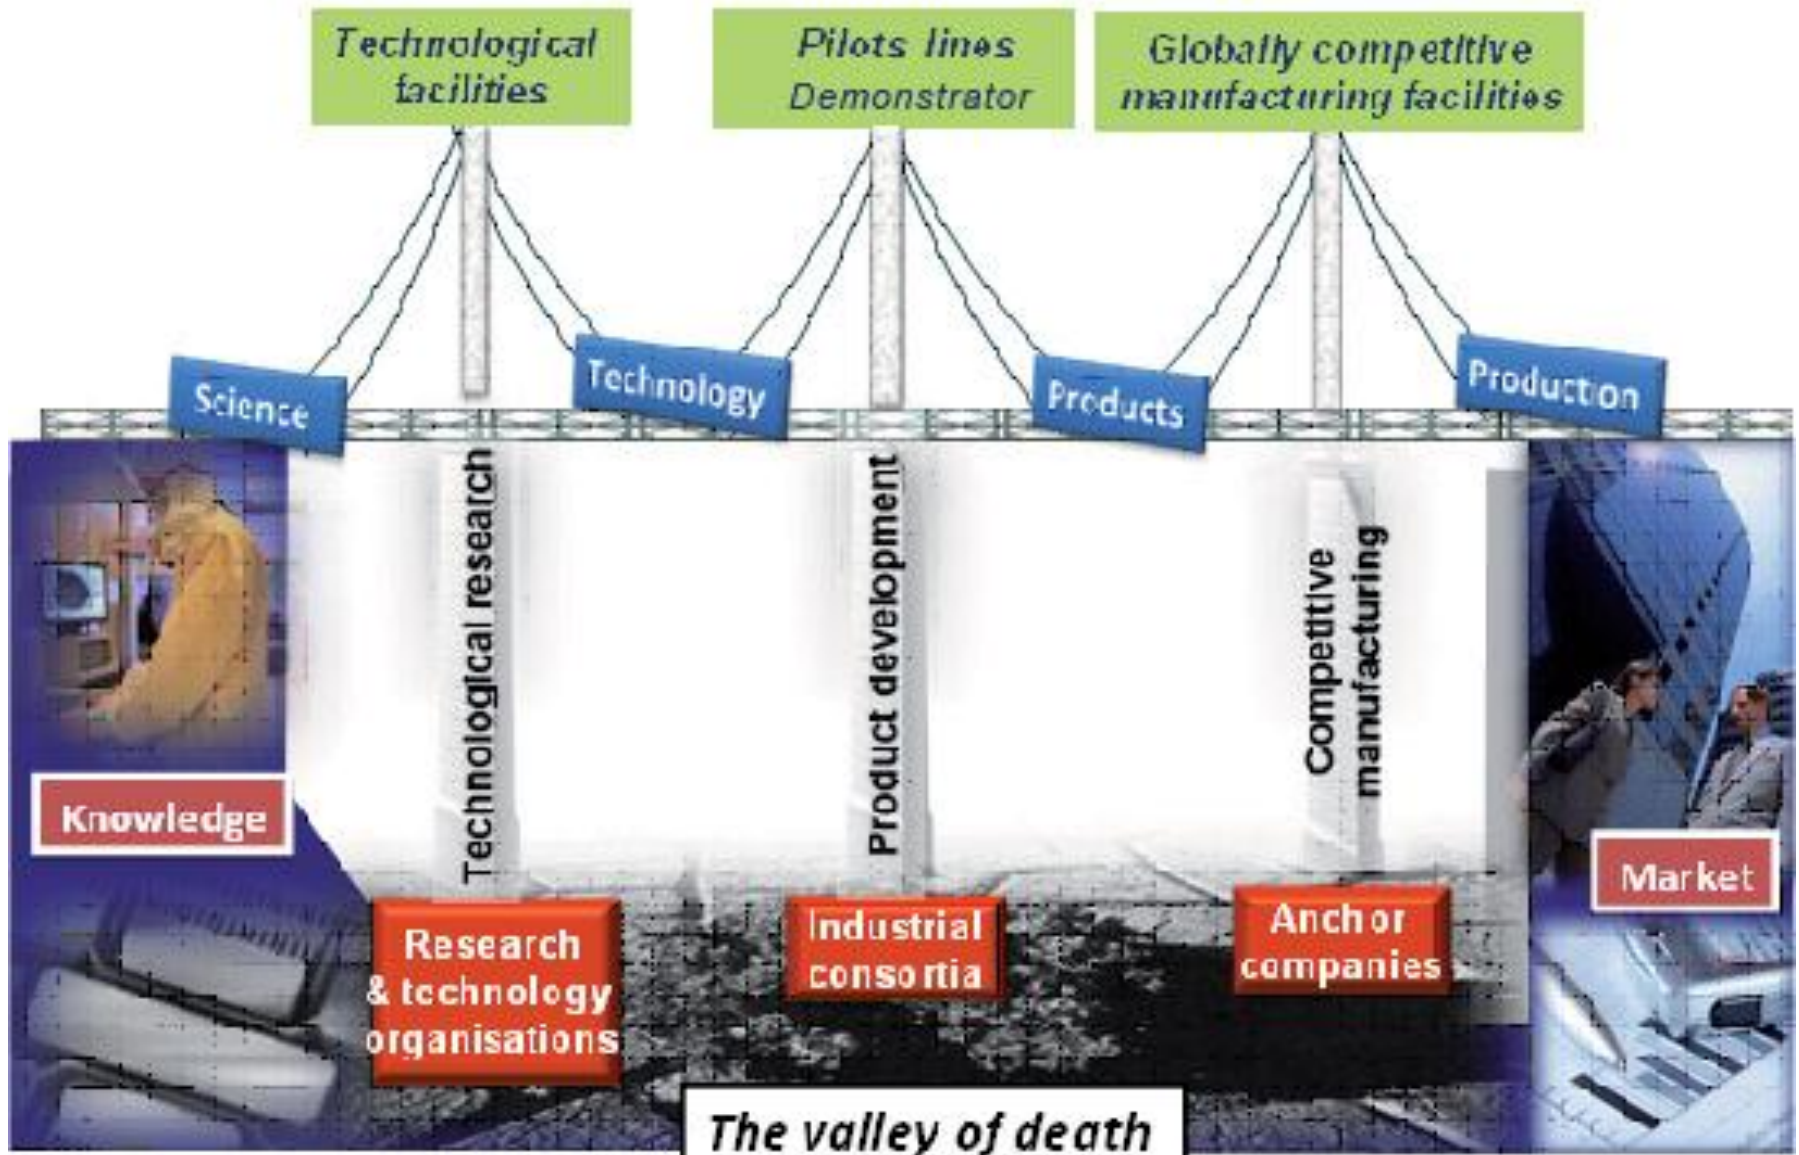 Technological
facilities
Pilots lines
Demonstrator
Globally competitive
manufacturing facilities
Science
Technology
Products
Production
Technological research
Product development
Competitive
manufacturing
Knowledge
Market
Research
& technology
organisations
Industrial
consortia
Anchor
companies
The valley of death